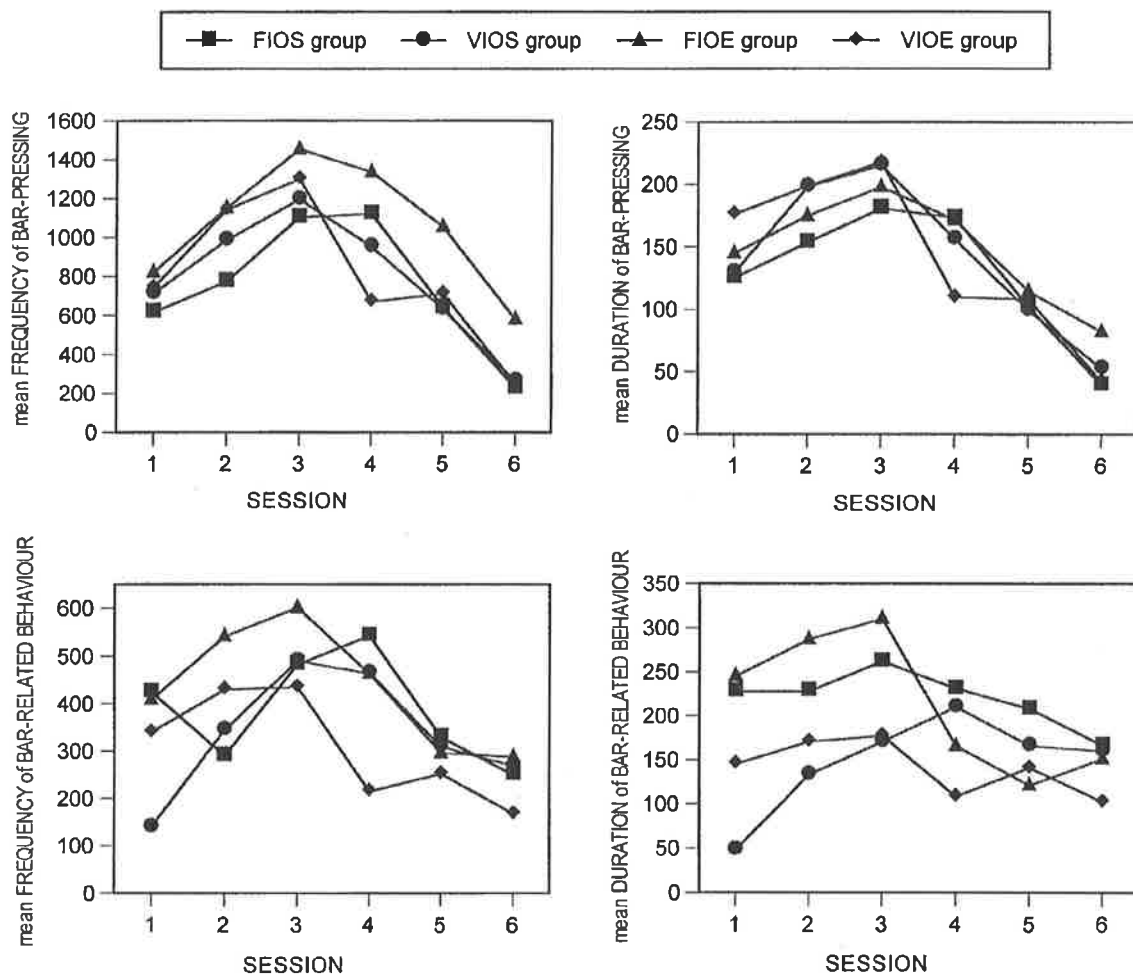 FIOS group VIOS group FIOE group VIOE group
mean FREQUENCY of BAR-PRESSING
1600
1400
1200
1000
800
600
400
200
0
1 2 3 4 5 6
SESSION
mean DURATION of BAR-PRESSING
250
200
150
100
50
0
1 2 3 4 5 6
SESSION
mean FREQUENCY of BAR-RELATED BEHAVIOUR
600
500
400
300
200
100
0
1 2 3 4 5 6
SESSION
mean DURATION of BAR-RELATED BEHAVIOUR
350
300
250
200
150
100
50
0
1 2 3 4 5 6
SESSION